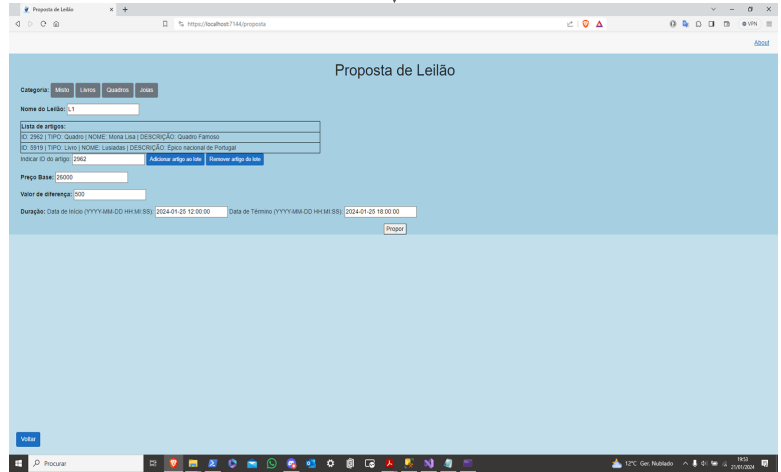 Proposta de Leilão
https://localhost:7144/proposta
VPN
About
Proposta de Leilão
Categoria: Misto Livros Quadros Joias
Nome do Leilão: L1
Lista de artigos:
ID: 2962 | TIPO: Quadro | NOME: Mona Lisa | DESCRIÇÃO: Quadro Famoso
ID: 5919 | TIPO: Livro | NOME: Lusiadas | DESCRIÇÃO: Épico nacional de Portugal
Indicar ID do artigo: 2962 Adicionar artigo ao lote Remover artigo do lote
Preço Base: 26000
Valor de diferença: 500
Duração: Data de Início (YYYY-MM-DD HH:MI:SS): 2024-01-25 12:00:00 Data de Término (YYYY-MM-DD HH:MI:SS): 2024-01-25 18:00:00
Propor
Voltar
Procurar
12°C Ger. Nublado
19:53
21/01/2024